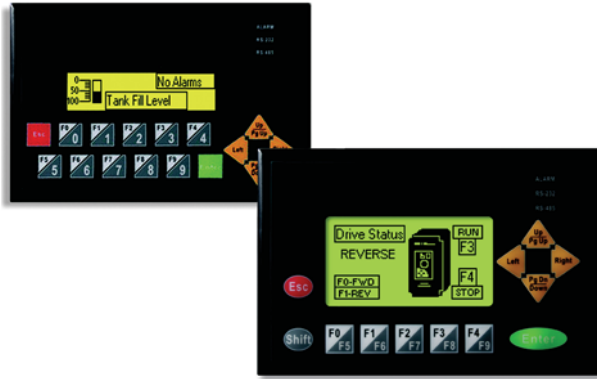 ALARM
RS 232
RS 485
0
50
100
No Alarms
Tank Fill Level
Esc
F0 0
F1 1
F2 2
F3 3
F4 4
F5 5
F6 6
F7 7
F8 8
F9 9
Up
Pg Up
Left
ALARM
RS 232
RS 485
Drive Status
REVERSE
F0-FWD
F1-REV
RUN
F3
F4
STOP
Up
Pg Up
Left
Right
Pg Dn
Down
Esc
Shift
F0 F5
F1 F6
F2 F7
F3 F8
F4 F9
Enter